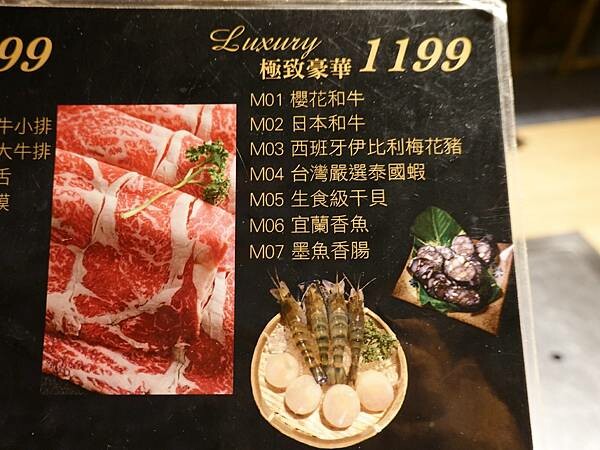 99
牛小排
大牛排
舌
Luxury
極致豪華 1199
M01 櫻花和牛
M02 日本和牛
M03 西班牙伊比利梅花豬
M04 台灣嚴選泰國蝦
M05 生食級干貝
M06 宜蘭香魚
M07 墨魚香腸